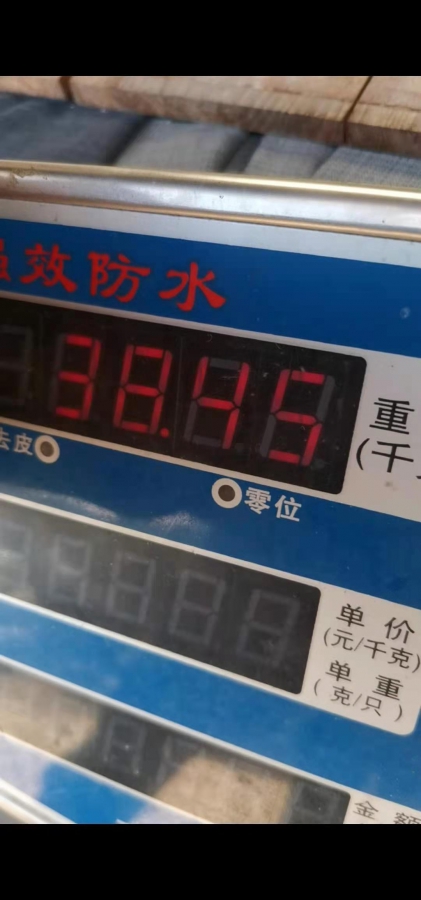 强效防水
38.45
重
(千
去皮
零位
单价
(元/千克)
单重
(克/只)
金额